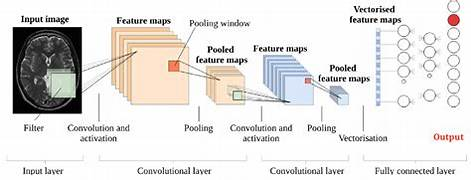 Input image
Feature maps
Pooling window
Pooled
feature maps
Feature maps
Pooled
feature maps
Vectorised
feature maps
Filter
Convolution and
activation
Pooling
Convolution and
activation
Pooling
Vectorisation
Output
Input layer
Convolutional layer
Convolutional layer
Fully connected layer